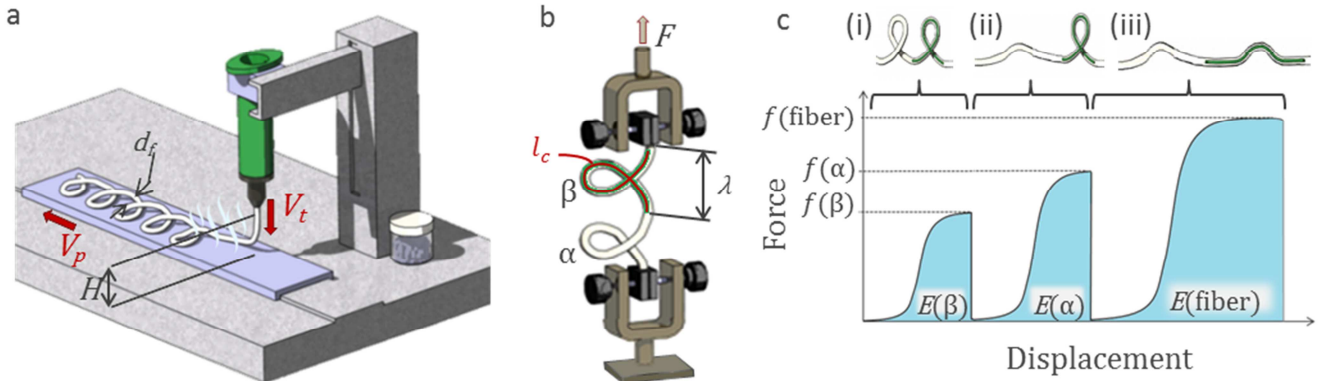 a
d_f
V_t
V_p
H
b
F
l_c
β
λ
α
c
(i)
(ii)
(iii)
f(fiber)
f(α)
f(β)
Force
E(β)
E(α)
E(fiber)
Displacement